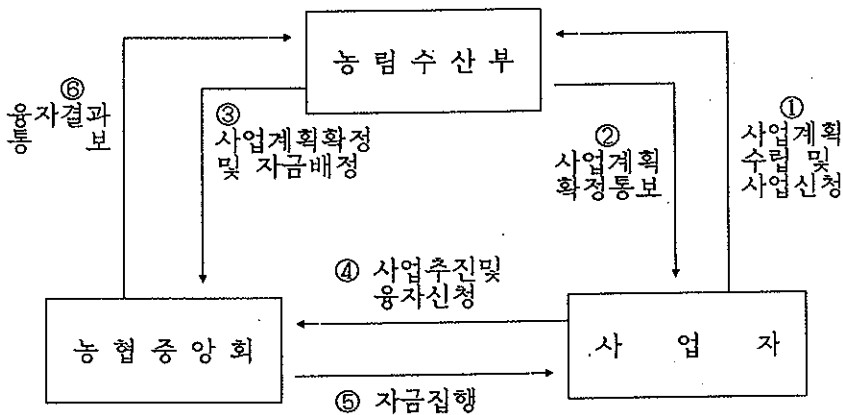 농 림 수 산 부
⑥
융자결과
통 보
③
사업계획확정
및 자금배정
②
사업계획
확정통보
①
사업계획
수립 및
사업신청
④ 사업추진및
융자신청
농 협 중 앙 회
사 업 자
⑤ 자금집행